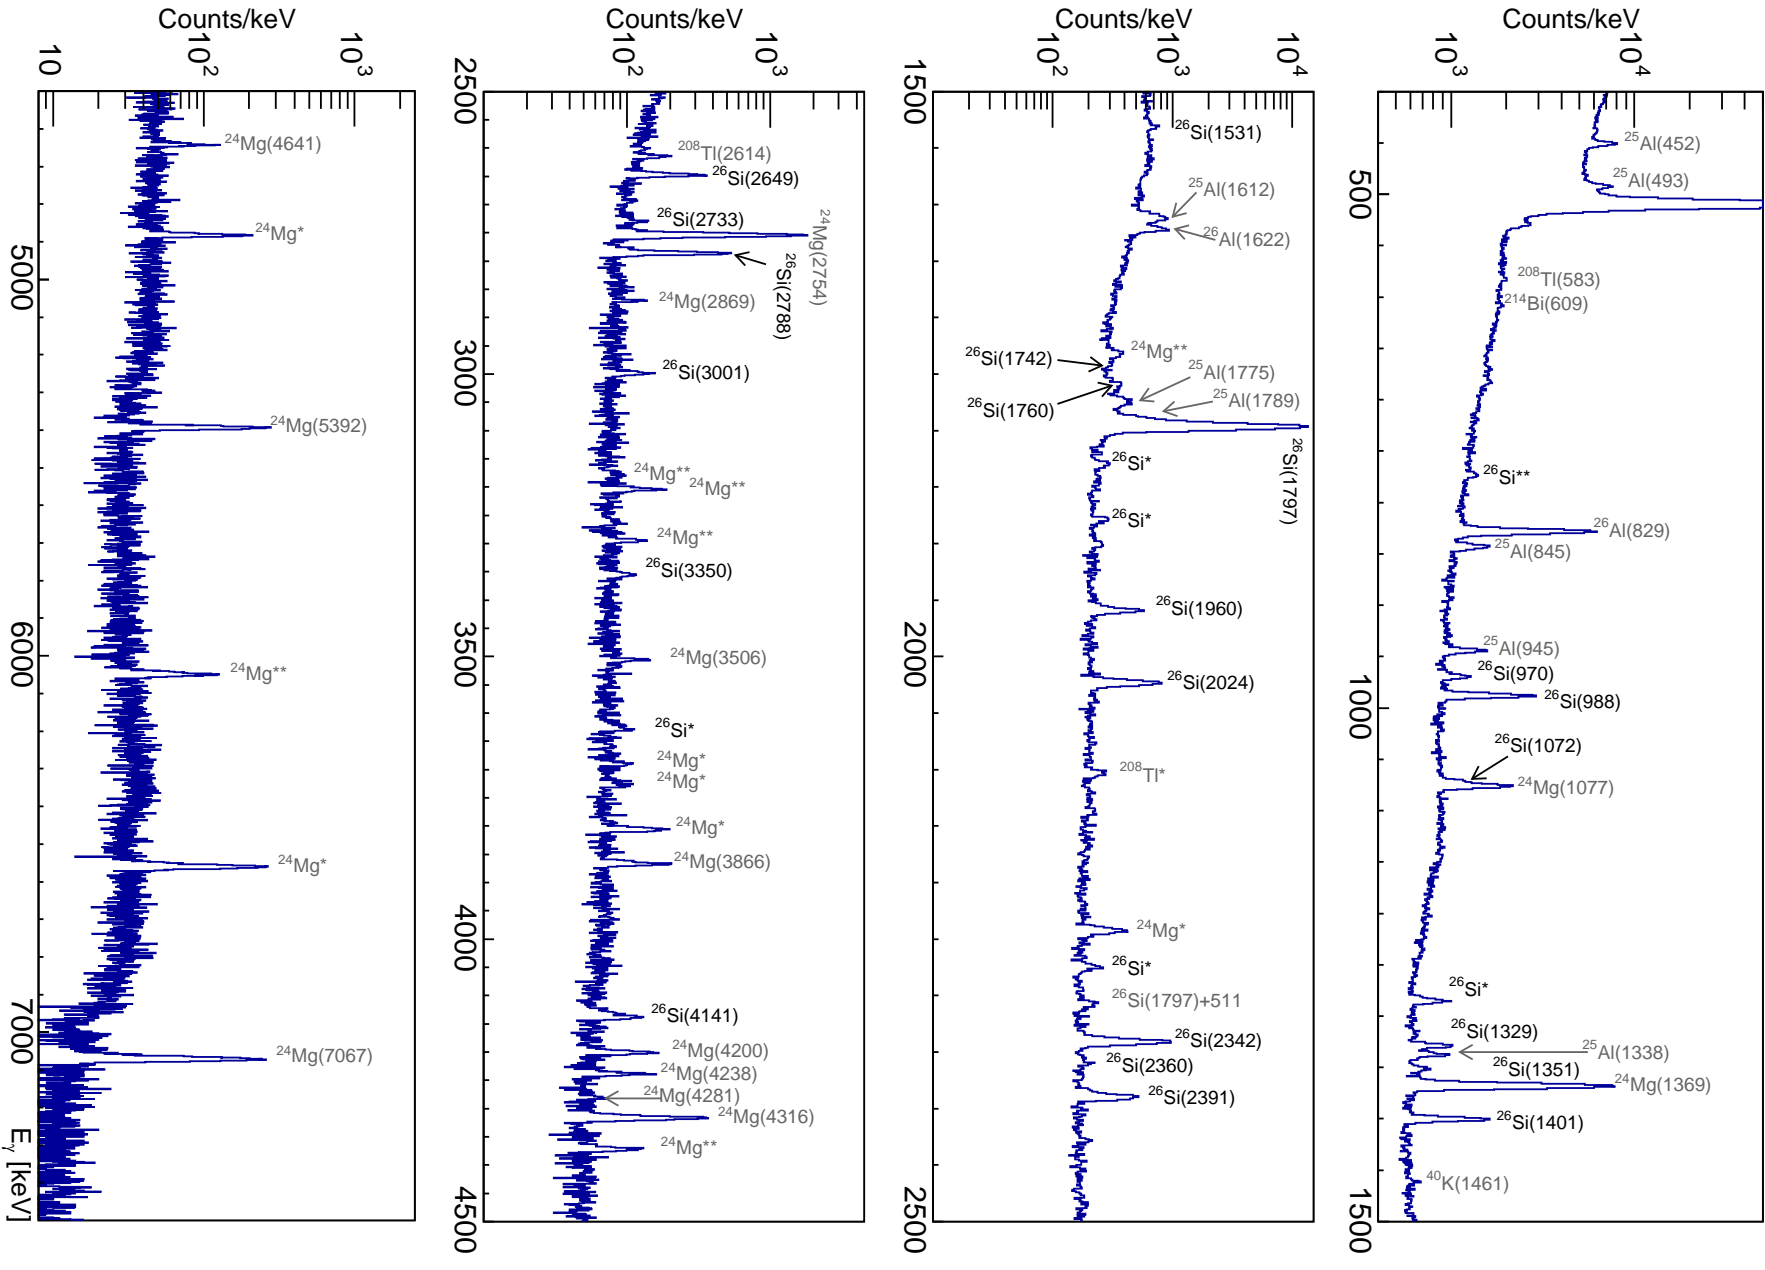 Counts/keV
10³
10⁴
500
1000
1500
²⁵Al(452)
²⁵Al(493)
²⁰⁸Tl(583)
²¹⁴Bi(609)
²⁶Si**
²⁶Al(829)
²⁵Al(845)
²⁵Al(945)
²⁶Si(970)
²⁶Si(988)
²⁶Si(1072)
²⁴Mg(1077)
²⁶Si*
²⁶Si(1329)
²⁵Al(1338)
²⁶Si(1351)
²⁴Mg(1369)
²⁶Si(1401)
⁴⁰K(1461)
Counts/keV
10²
10³
10⁴
1500
2000
2500
²⁶Si(1531)
²⁵Al(1612)
²⁶Al(1622)
²⁴Mg**
²⁶Si(1742)
²⁵Al(1775)
²⁶Si(1760)
²⁵Al(1789)
²⁶Si(1797)
²⁶Si*
²⁶Si*
²⁶Si(1960)
²⁶Si(2024)
²⁰⁸Tl*
²⁴Mg*
²⁶Si*
²⁶Si(1797)+511
²⁶Si(2342)
²⁶Si(2360)
²⁶Si(2391)
Counts/keV
10²
10³
2500
3000
3500
4000
4500
²⁰⁸Tl(2614)
²⁶Si(2649)
²⁶Si(2733)
²⁴Mg(2754)
²⁶Si(2788)
²⁴Mg(2869)
²⁶Si(3001)
²⁴Mg**
²⁴Mg**
²⁴Mg**
²⁶Si(3350)
²⁴Mg(3506)
²⁶Si*
²⁴Mg*
²⁴Mg*
²⁴Mg*
²⁴Mg(3866)
²⁶Si(4141)
²⁴Mg(4200)
²⁴Mg(4238)
²⁴Mg(4281)
²⁴Mg(4316)
²⁴Mg**
Counts/keV
10
10²
10³
5000
6000
7000
²⁴Mg(4641)
²⁴Mg*
²⁴Mg(5392)
²⁴Mg**
²⁴Mg*
²⁴Mg(7067)
Eᵧ [keV]